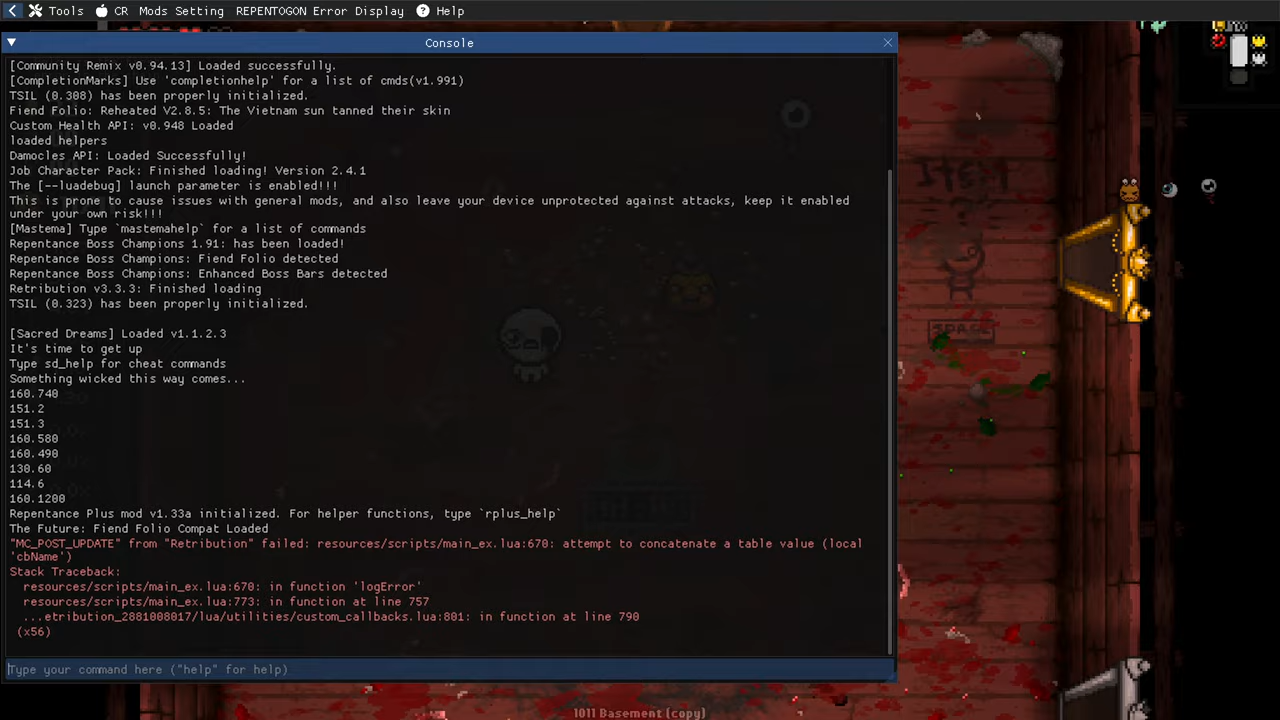 Tools CR Mods Setting REPENTOGON Error Display Help
Console
[Community Remix v0.94.13] Loaded successfully.
[CompletionMarks] Use 'completionhelp' for a list of cmds(v1.991)
TSIL (0.308) has been properly initialized.
Fiend Folio: Reheated V2.8.5: The Vietnam sun tanned their skin
Custom Health API: v0.948 Loaded
loaded helpers
Damocles API: Loaded Successfully!
Job Character Pack: Finished loading! Version 2.4.1
The [--luadebug] launch parameter is enabled!!!
This is prone to cause issues with general mods, and also leave your device unprotected against attacks, keep it enabled
under your own risk!!!
[Mastema] Type `mastemahelp` for a list of commands
Repentance Boss Champions 1.91: has been loaded!
Repentance Boss Champions: Fiend Folio detected
Repentance Boss Champions: Enhanced Boss Bars detected
Retribution v3.3.3: Finished loading
TSIL (0.323) has been properly initialized.
[Sacred Dreams] Loaded v1.1.2.3
It's time to get up
Type sd_help for cheat commands
Something wicked this way comes...
160.740
151.2
151.3
160.580
160.490
130.60
114.6
160.1200
Repentance Plus mod v1.33a initialized. For helper functions, type `rplus_help`
The Future: Fiend Folio Compat Loaded
"MC_POST_UPDATE" from "Retribution" failed: resources/scripts/main_ex.lua:670: attempt to concatenate a table value (local
'cbName')
Stack Traceback:
resources/scripts/main_ex.lua:670: in function 'logError'
resources/scripts/main_ex.lua:773: in function at line 757
...etribution_2881008017/lua/utilities/custom_callbacks.lua:801: in function at line 790
(x56)
Type your command here ("help" for help)
ITEM
SPACE
1011 Basement (copy)